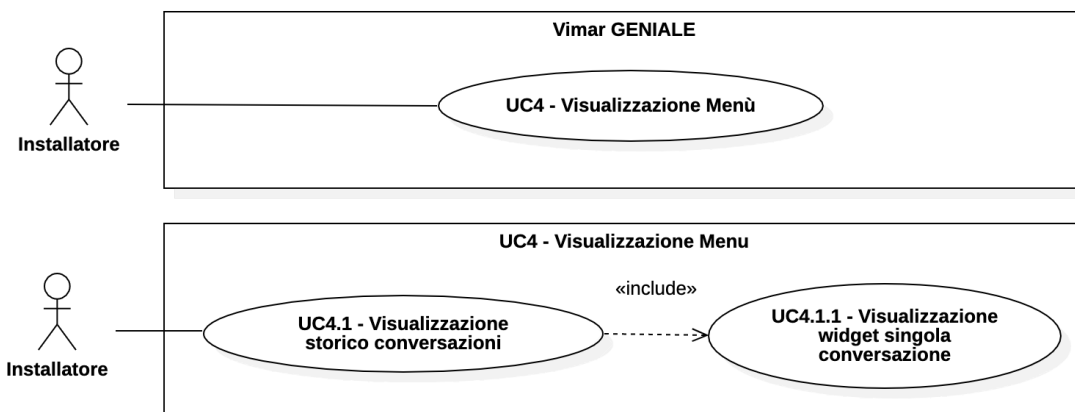 Vimar GENIALE
UC4 - Visualizzazione Menù
Installatore
UC4 - Visualizzazione Menu
«include»
UC4.1 - Visualizzazione
storico conversazioni
UC4.1.1 - Visualizzazione
widget singola
conversazione
Installatore